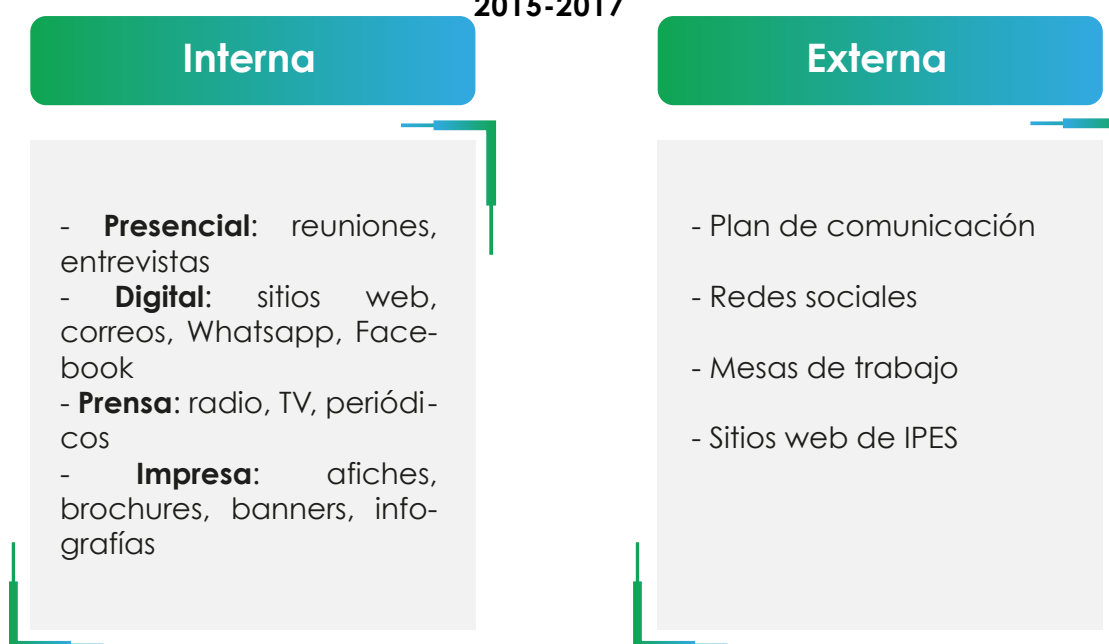 2015-2017
Interna
- Presencial: reuniones,
entrevistas
- Digital: sitios web,
correos, Whatsapp, Face-
book
- Prensa: radio, TV, periódi-
cos
- Impresa: afiches,
brochures, banners, info-
grafías
Externa
- Plan de comunicación
- Redes sociales
- Mesas de trabajo
- Sitios web de IPES